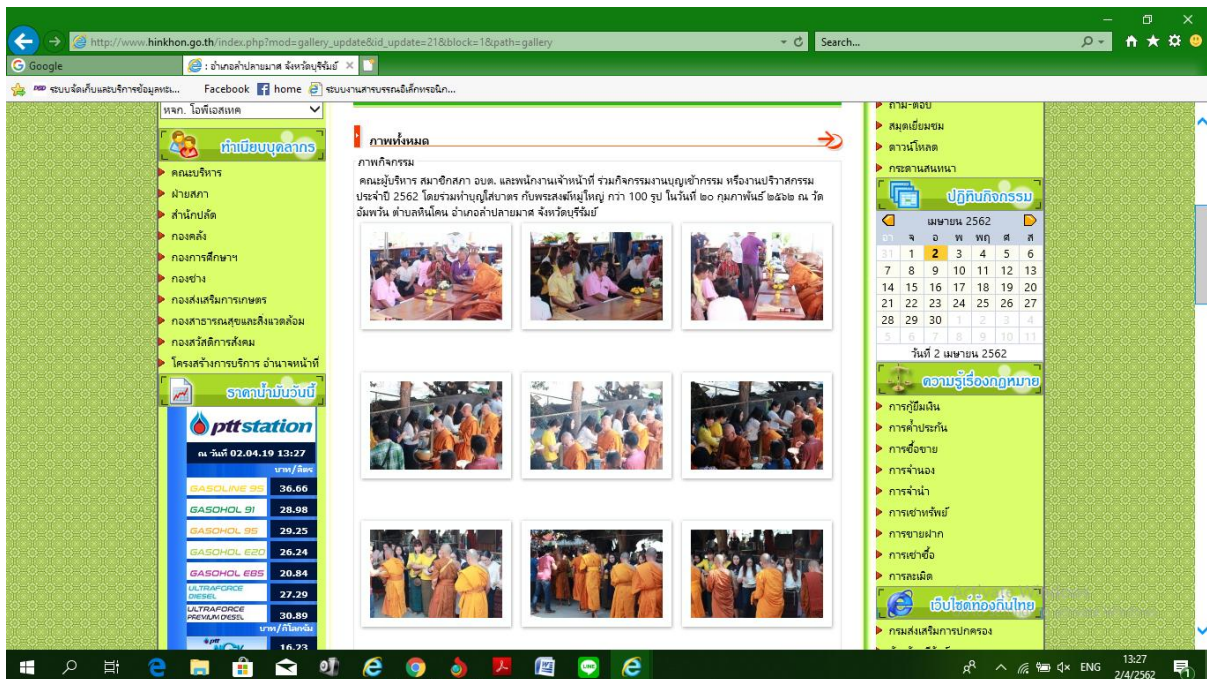 http://www.hinkhon.go.th/index.php?mod=gallery_update&id_update=21&block=1&path=gallery
Search...
Google
: อำเภอลำปลายมาศ จังหวัดบุรีรัมย์
ระบบจัดเก็บและบริการข้อมูลทะเ...
Facebook
home
ระบบงานสารบรรณอิเล็กทรอนิก...
หจก. โอพีเอสเทค
ทำเนียบบุคลากร
คณะบริหาร
ฝ่ายสภา
สำนักปลัด
กองคลัง
กองการศึกษาฯ
กองช่าง
กองส่งเสริมการเกษตร
กองสาธารณสุขและสิ่งแวดล้อม
กองสวัสดิการสังคม
โครงสร้างการบริการ อำนาจหน้าที่
ราคาน้ำมันวันนี้
ptt station
ณ วันที่ 02.04.19 13:27
บาท/ลิตร
GASOLINE 95 36.66
GASOHOL 91 28.98
GASOHOL 95 29.25
GASOHOL E20 26.24
GASOHOL E85 20.84
ULTRAFORCE DIESEL 27.29
ULTRAFORCE PREMIUM DIESEL 30.89
บาท/กิโลกรัม
ptt
NGV 16.23
ภาพทั้งหมด
ภาพกิจกรรม
คณะผู้บริหาร สมาชิกสภา อบต. และพนักงานเจ้าหน้าที่ ร่วมกิจกรรมงานบุญเข้ากรรม หรืองานปริวาสกรรม
ประจำปี 2562 โดยร่วมทำบุญใส่บาตร กับพระสงฆ์หมู่ใหญ่ กว่า 100 รูป ในวันที่ ๒๐ กุมภาพันธ์ ๒๕๖๒ ณ วัด
อัมพวัน ตำบลหินโคน อำเภอลำปลายมาศ จังหวัดบุรีรัมย์
ถาม-ตอบ
สมุดเยี่ยมชม
ดาวน์โหลด
กระดานสนทนา
ปฏิทินกิจกรรม
เมษายน 2562
อา จ อ พ พฤ ศ ส
31 1 2 3 4 5 6
7 8 9 10 11 12 13
14 15 16 17 18 19 20
21 22 23 24 25 26 27
28 29 30 1 2 3 4
5 6 7 8 9 10 11
วันที่ 2 เมษายน 2562
ความรู้เรื่องกฎหมาย
การกู้ยืมเงิน
การค้ำประกัน
การซื้อขาย
การจำนอง
การจำนำ
การเช่าทรัพย์
การขายฝาก
การเช่าซื้อ
การละเมิด
เว็บไซต์ท้องถิ่นไทย
กรมส่งเสริมการปกครอง
ENG
13:27
2/4/2562